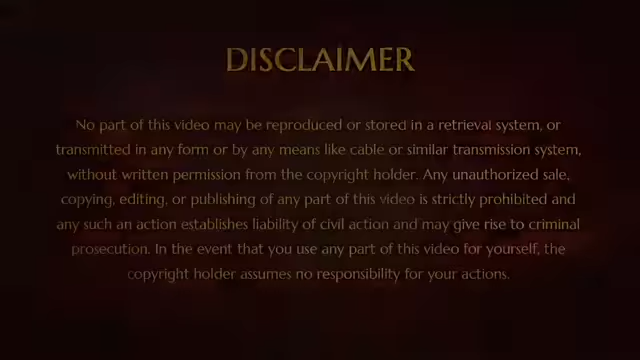 DISCLAIMER
No part of this video may be reproduced or stored in a retrieval system, or
transmitted in any form or by any means like cable or similar transmission system,
without written permission from the copyright holder. Any unauthorized sale,
copying, editing, or publishing of any part of this video is strictly prohibited and
any such an action establishes liability of civil action and may give rise to criminal
prosecution. In the event that you use any part of this video for yourself, the
copyright holder assumes no responsibility for your actions.